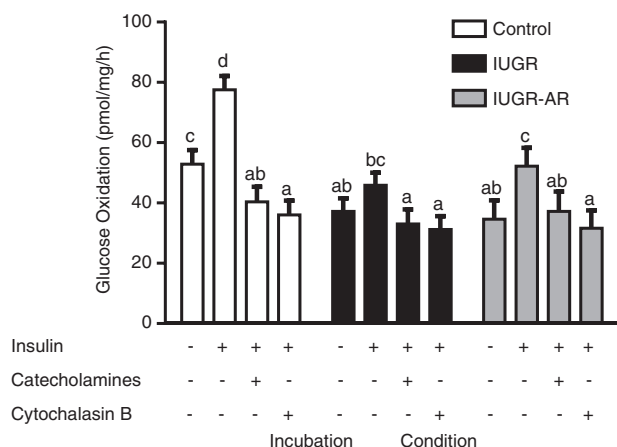 100
80
60
40
20
0
Glucose Oxidation (pmol/mg/h)
Control
IUGR
IUGR-AR
c d ab a ab bc a a ab c ab a
Insulin - + + + - + + + - + + +
Catecholamines - - + - - - + - - - + -
Cytochalasin B - - - + - - - + - - - +
Incubation Condition